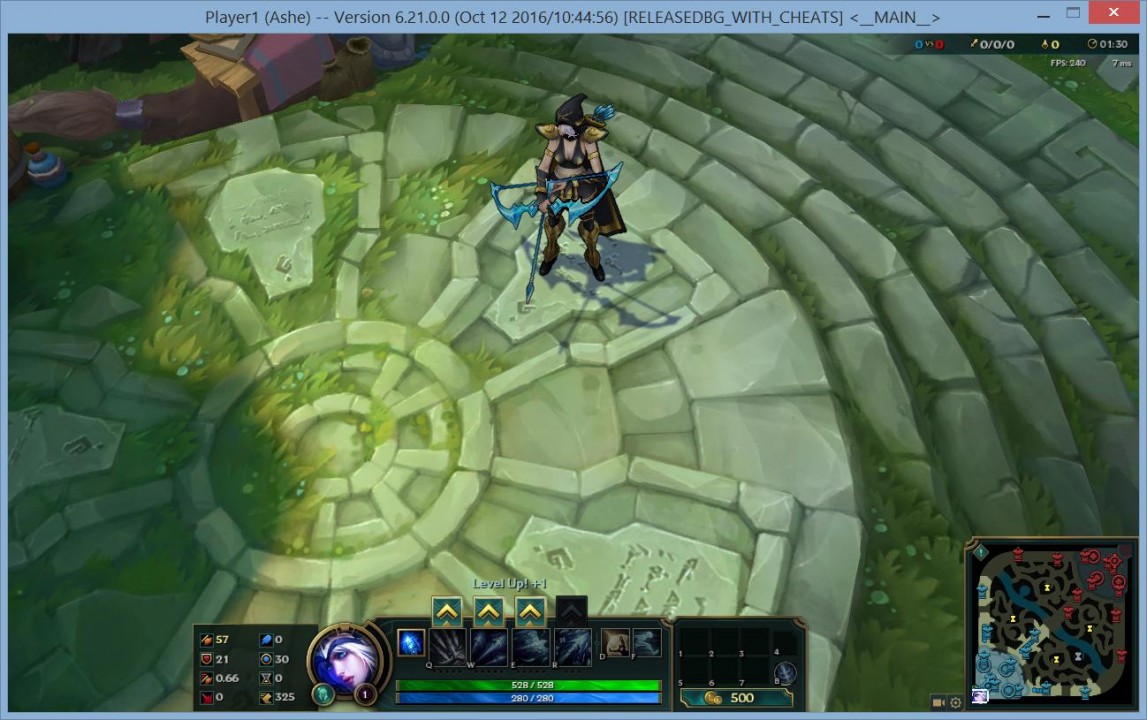 Player1 (Ashe) -- Version 6.21.0.0 (Oct 12 2016/10:44:56) [RELEASEDBG_WITH_CHEATS] <__MAIN__>
0 vs 0 0/0/0 0 01:30
FPS: 240 7 ms
Level Up! +1
57 0
21 30
0.66 0
0 325
1
Q W E R D F
528 / 528
280 / 280
1 2 3 4
5 6 7 B
500